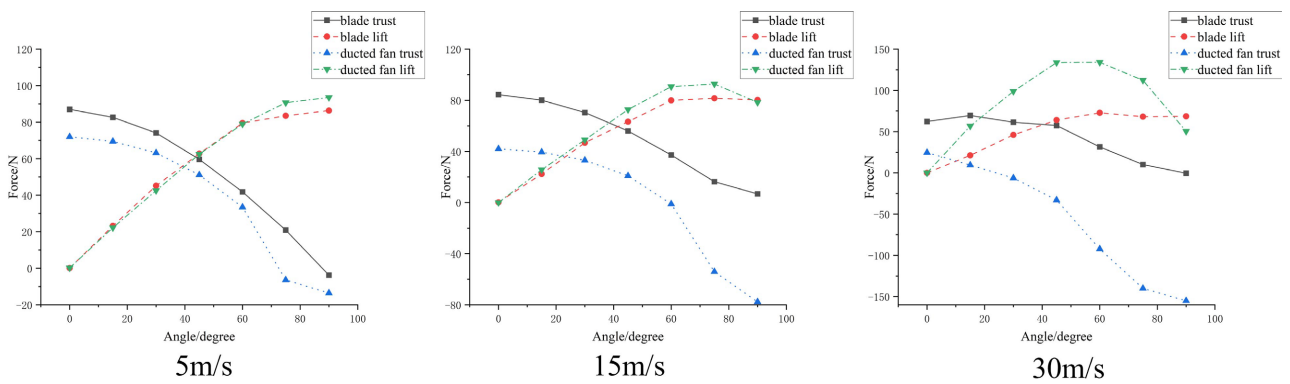 blade trust
blade lift
ducted fan trust
ducted fan lift
120
100
80
60
40
20
0
-20
Force/N
0
20
40
60
80
100
Angle/degree
5m/s
blade trust
blade lift
ducted fan trust
ducted fan lift
120
80
40
0
-40
-80
Force/N
0
20
40
60
80
100
Angle/degree
15m/s
blade trust
blade lift
ducted fan trust
ducted fan lift
150
100
50
0
-50
-100
-150
Force/N
0
20
40
60
80
100
Angle/degree
30m/s